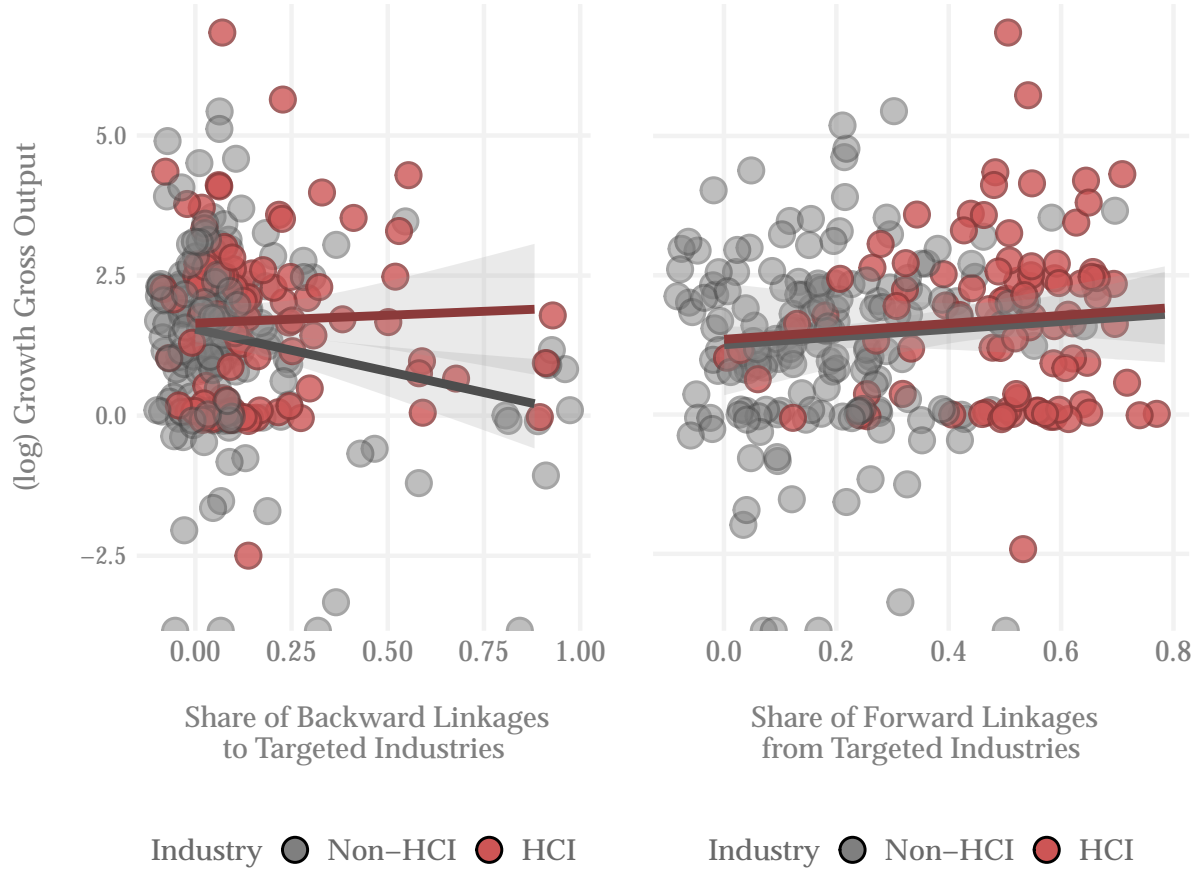 (log) Growth Gross Output
5.0
2.5
0.0
−2.5
0.00 0.25 0.50 0.75 1.00
Share of Backward Linkages
to Targeted Industries
Industry Non−HCI HCI
0.0 0.2 0.4 0.6 0.8
Share of Forward Linkages
from Targeted Industries
Industry Non−HCI HCI